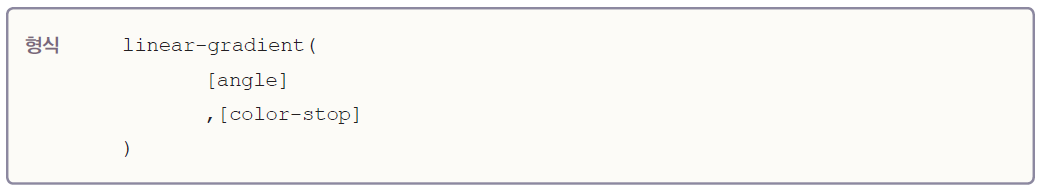 형식 linear-gradient(
[angle]
,[color-stop]
)